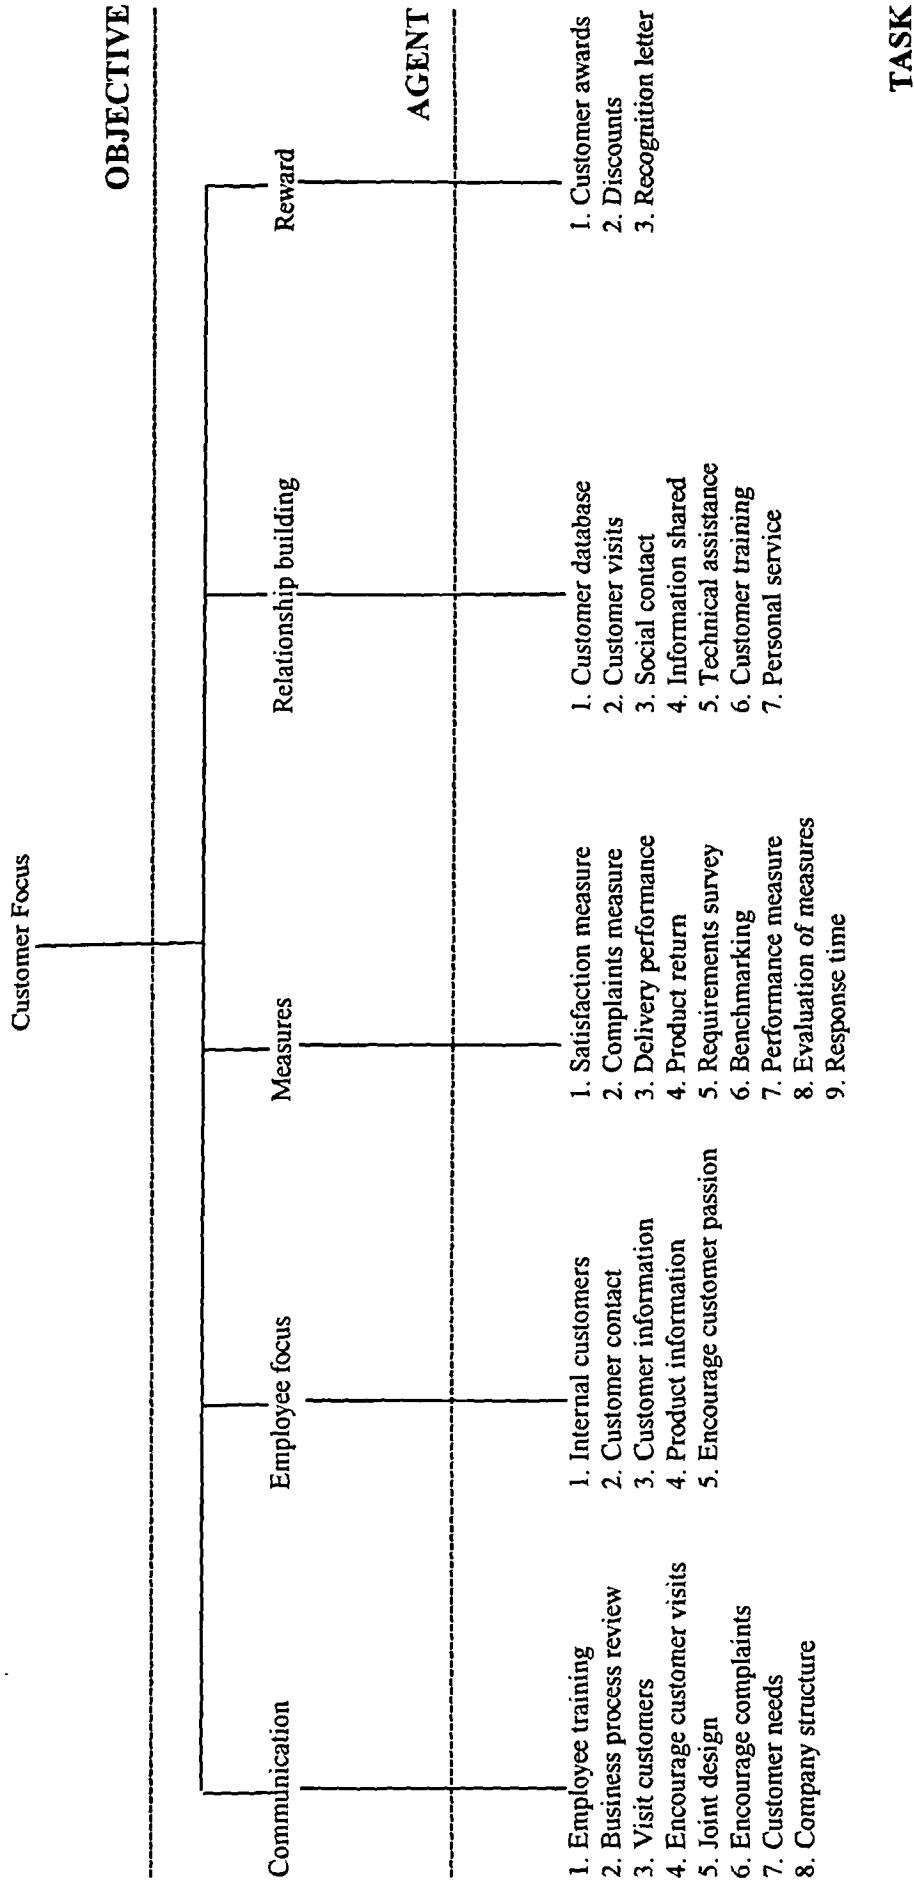 Customer Focus
OBJECTIVE
Communication
Employee focus
Measures
Relationship building
Reward
AGENT
1. Employee training
2. Business process review
3. Visit customers
4. Encourage customer visits
5. Joint design
6. Encourage complaints
7. Customer needs
8. Company structure
1. Internal customers
2. Customer contact
3. Customer information
4. Product information
5. Encourage customer passion
1. Satisfaction measure
2. Complaints measure
3. Delivery performance
4. Product return
5. Requirements survey
6. Benchmarking
7. Performance measure
8. Evaluation of measures
9. Response time
1. Customer database
2. Customer visits
3. Social contact
4. Information shared
5. Technical assistance
6. Customer training
7. Personal service
1. Customer awards
2. Discounts
3. Recognition letter
TASK